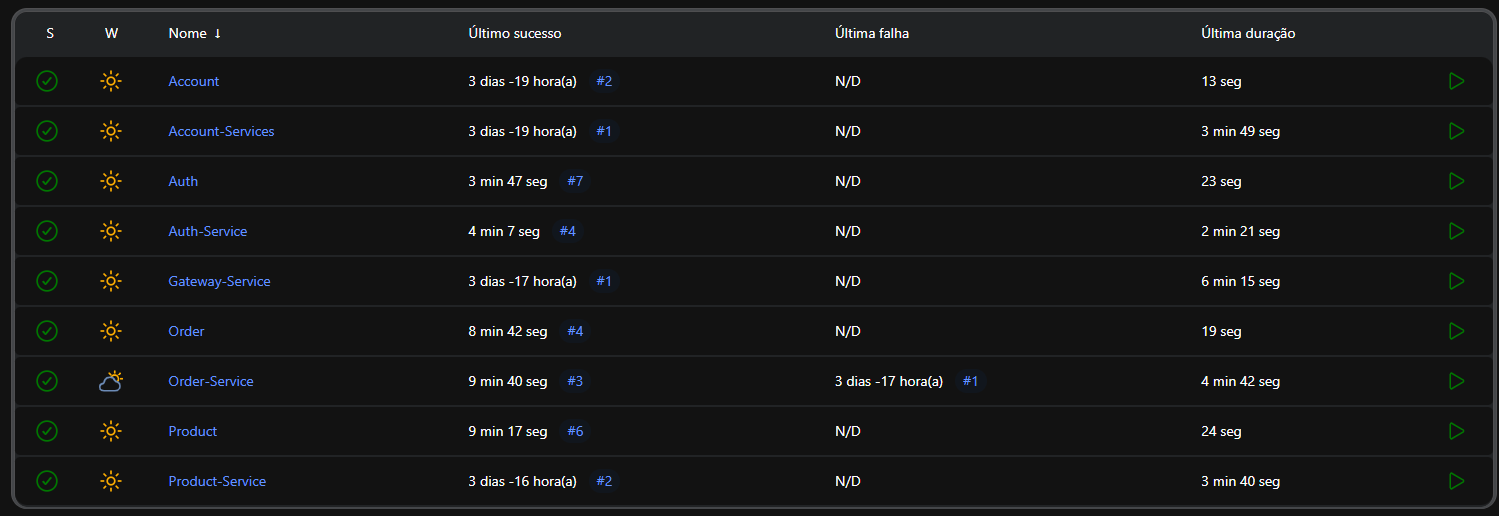 S W Nome ↓ Último sucesso Última falha Última duração
Account 3 dias -19 hora(a) #2 N/D 13 seg
Account-Services 3 dias -19 hora(a) #1 N/D 3 min 49 seg
Auth 3 min 47 seg #7 N/D 23 seg
Auth-Service 4 min 7 seg #4 N/D 2 min 21 seg
Gateway-Service 3 dias -17 hora(a) #1 N/D 6 min 15 seg
Order 8 min 42 seg #4 N/D 19 seg
Order-Service 9 min 40 seg #3 3 dias -17 hora(a) #1 4 min 42 seg
Product 9 min 17 seg #6 N/D 24 seg
Product-Service 3 dias -16 hora(a) #2 N/D 3 min 40 seg